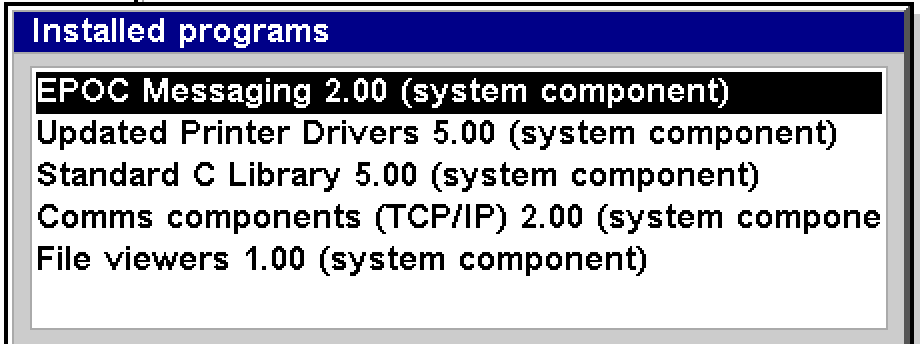 Installed programs
EPOC Messaging 2.00 (system component)
Updated Printer Drivers 5.00 (system component)
Standard C Library 5.00 (system component)
Comms components (TCP/IP) 2.00 (system compone
File viewers 1.00 (system component)